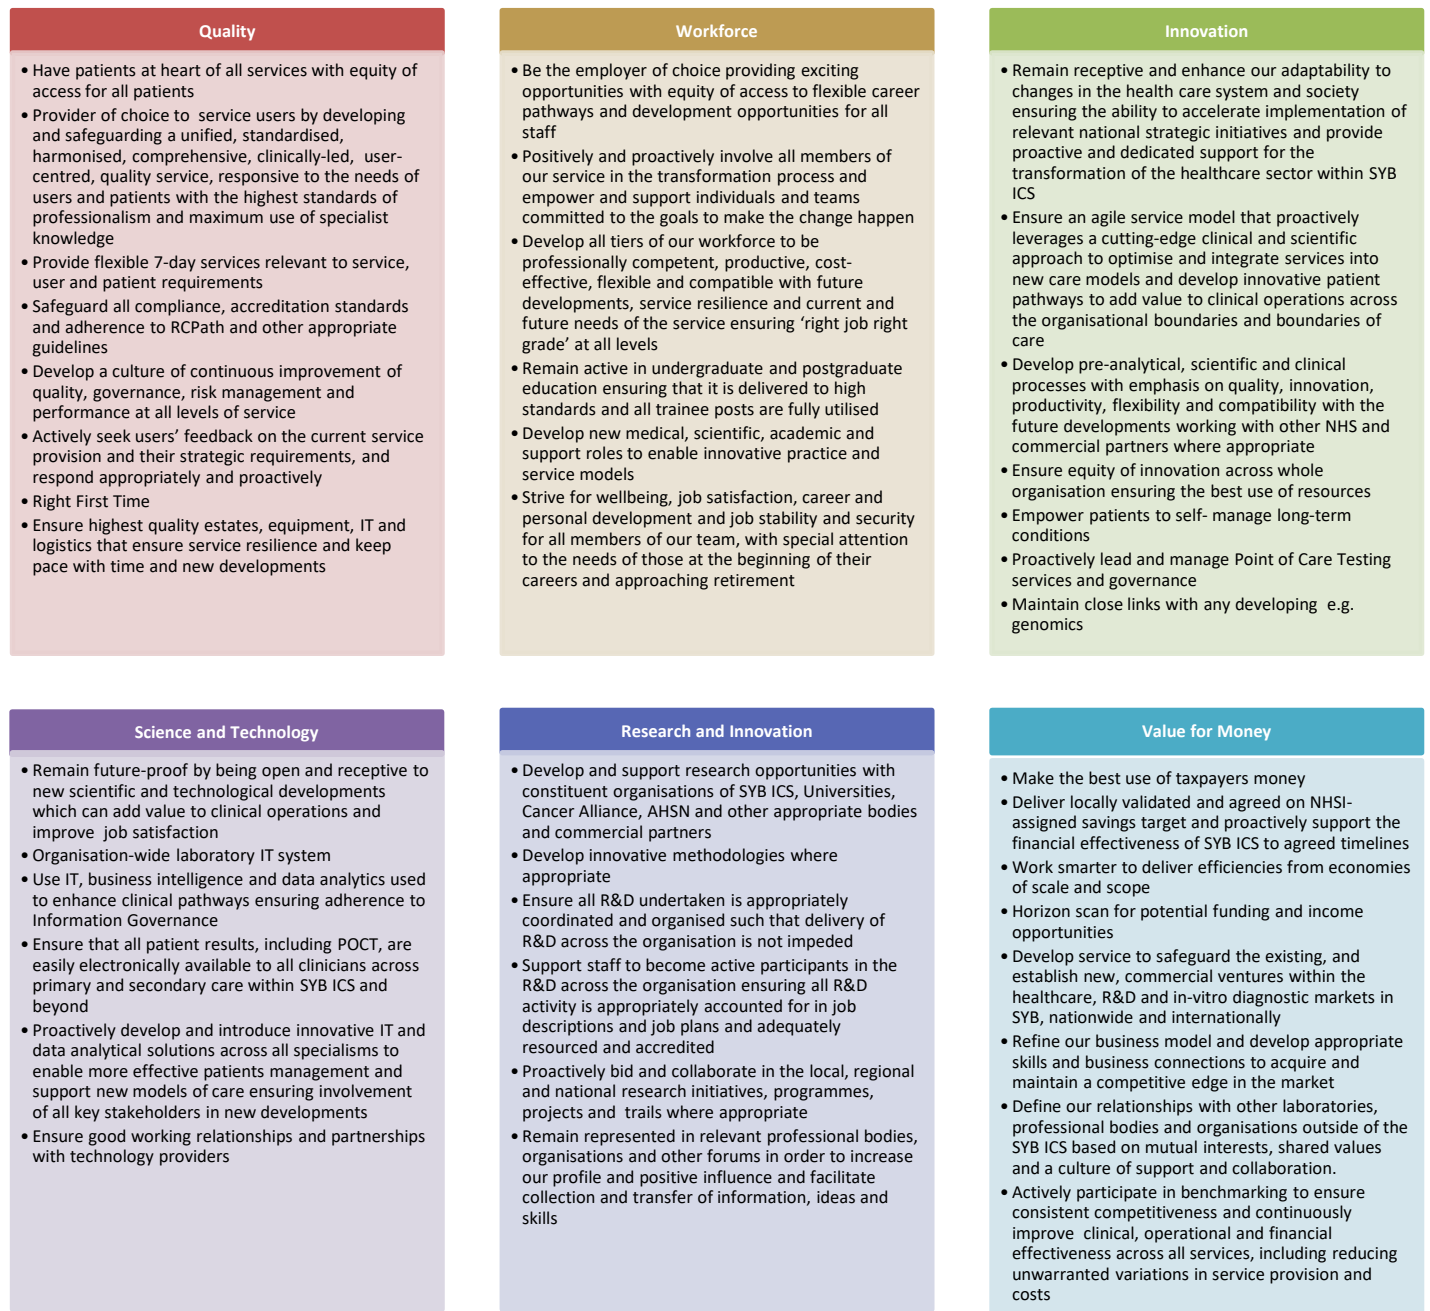 Quality
• Have patients at heart of all services with equity of
access for all patients
• Provider of choice to service users by developing
and safeguarding a unified, standardised,
harmonised, comprehensive, clinically-led, user-
centred, quality service, responsive to the needs of
users and patients with the highest standards of
professionalism and maximum use of specialist
knowledge
• Provide flexible 7-day services relevant to service,
user and patient requirements
• Safeguard all compliance, accreditation standards
and adherence to RCPath and other appropriate
guidelines
• Develop a culture of continuous improvement of
quality, governance, risk management and
performance at all levels of service
• Actively seek users’ feedback on the current service
provision and their strategic requirements, and
respond appropriately and proactively
• Right First Time
• Ensure highest quality estates, equipment, IT and
logistics that ensure service resilience and keep
pace with time and new developments
Workforce
• Be the employer of choice providing exciting
opportunities with equity of access to flexible career
pathways and development opportunities for all
staff
• Positively and proactively involve all members of
our service in the transformation process and
empower and support individuals and teams
committed to the goals to make the change happen
• Develop all tiers of our workforce to be
professionally competent, productive, cost-
effective, flexible and compatible with future
developments, service resilience and current and
future needs of the service ensuring ‘right job right
grade’ at all levels
• Remain active in undergraduate and postgraduate
education ensuring that it is delivered to high
standards and all trainee posts are fully utilised
• Develop new medical, scientific, academic and
support roles to enable innovative practice and
service models
• Strive for wellbeing, job satisfaction, career and
personal development and job stability and security
for all members of our team, with special attention
to the needs of those at the beginning of their
careers and approaching retirement
Innovation
• Remain receptive and enhance our adaptability to
changes in the health care system and society
ensuring the ability to accelerate implementation of
relevant national strategic initiatives and provide
proactive and dedicated support for the
transformation of the healthcare sector within SYB
ICS
• Ensure an agile service model that proactively
leverages a cutting-edge clinical and scientific
approach to optimise and integrate services into
new care models and develop innovative patient
pathways to add value to clinical operations across
the organisational boundaries and boundaries of
care
• Develop pre-analytical, scientific and clinical
processes with emphasis on quality, innovation,
productivity, flexibility and compatibility with the
future developments working with other NHS and
commercial partners where appropriate
• Ensure equity of innovation across whole
organisation ensuring the best use of resources
• Empower patients to self- manage long-term
conditions
• Proactively lead and manage Point of Care Testing
services and governance
• Maintain close links with any developing e.g.
genomics
Science and Technology
• Remain future-proof by being open and receptive to
new scientific and technological developments
which can add value to clinical operations and
improve job satisfaction
• Organisation-wide laboratory IT system
• Use IT, business intelligence and data analytics used
to enhance clinical pathways ensuring adherence to
Information Governance
• Ensure that all patient results, including POCT, are
easily electronically available to all clinicians across
primary and secondary care within SYB ICS and
beyond
• Proactively develop and introduce innovative IT and
data analytical solutions across all specialisms to
enable more effective patients management and
support new models of care ensuring involvement
of all key stakeholders in new developments
• Ensure good working relationships and partnerships
with technology providers
Research and Innovation
• Develop and support research opportunities with
constituent organisations of SYB ICS, Universities,
Cancer Alliance, AHSN and other appropriate bodies
and commercial partners
• Develop innovative methodologies where
appropriate
• Ensure all R&D undertaken is appropriately
coordinated and organised such that delivery of
R&D across the organisation is not impeded
• Support staff to become active participants in the
R&D across the organisation ensuring all R&D
activity is appropriately accounted for in job
descriptions and job plans and adequately
resourced and accredited
• Proactively bid and collaborate in the local, regional
and national research initiatives, programmes,
projects and trails where appropriate
• Remain represented in relevant professional bodies,
organisations and other forums in order to increase
our profile and positive influence and facilitate
collection and transfer of information, ideas and
skills
Value for Money
• Make the best use of taxpayers money
• Deliver locally validated and agreed on NHSI-
assigned savings target and proactively support the
financial effectiveness of SYB ICS to agreed timelines
• Work smarter to deliver efficiencies from economies
of scale and scope
• Horizon scan for potential funding and income
opportunities
• Develop service to safeguard the existing, and
establish new, commercial ventures within the
healthcare, R&D and in-vitro diagnostic markets in
SYB, nationwide and internationally
• Refine our business model and develop appropriate
skills and business connections to acquire and
maintain a competitive edge in the market
• Define our relationships with other laboratories,
professional bodies and organisations outside of the
SYB ICS based on mutual interests, shared values
and a culture of support and collaboration.
• Actively participate in benchmarking to ensure
consistent competitiveness and continuously
improve clinical, operational and financial
effectiveness across all services, including reducing
unwarranted variations in service provision and
costs